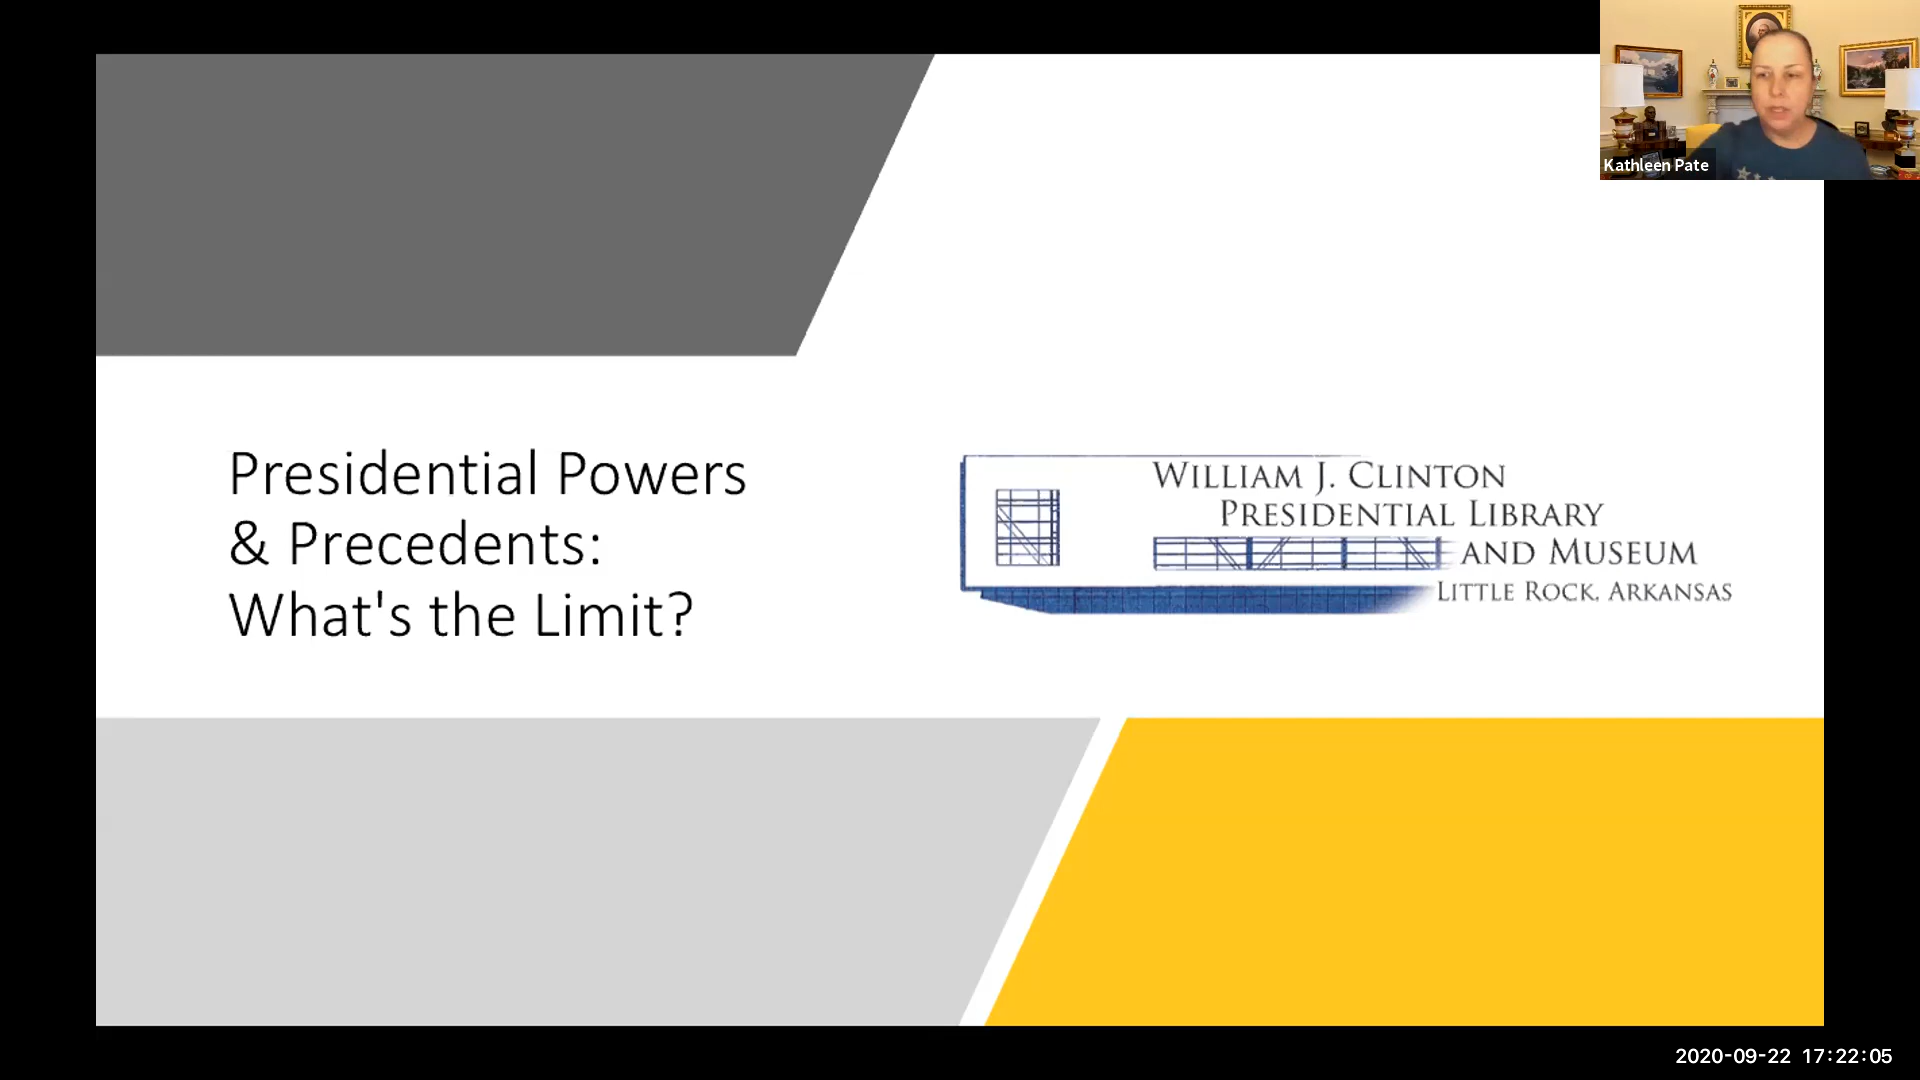 Kathleen Pate
Presidential Powers
& Precedents:
What's the Limit?
WILLIAM J. CLINTON
PRESIDENTIAL LIBRARY
AND MUSEUM
LITTLE ROCK, ARKANSAS
2020-09-22 17:22:05